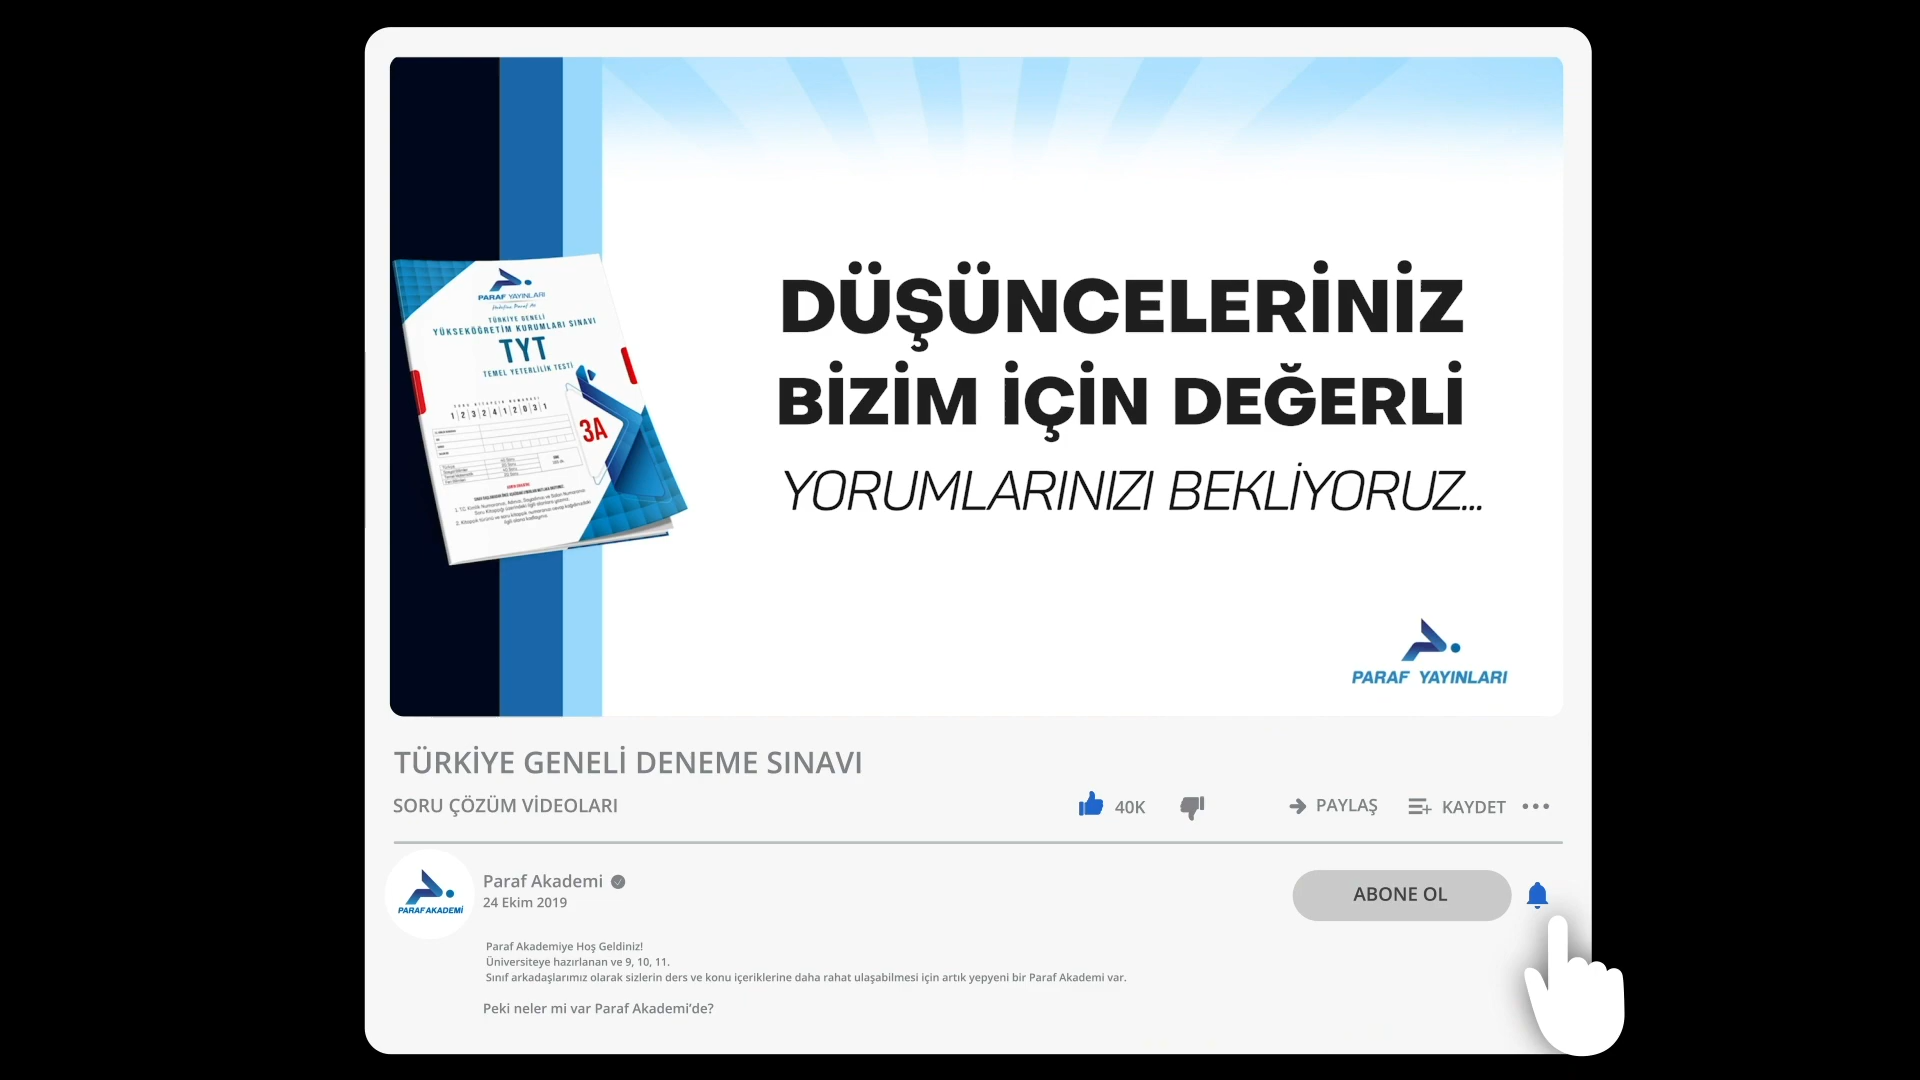 PARAF YAYINLARI
TÜRKİYE GENELİ
YÜKSEKÖĞRETİM KURUMLARI SINAVI
TYT
TEMEL YETERLİLİK TESTİ
1232412031
3A
DÜŞÜNCELERİNİZ
BİZİM İÇİN DEĞERLİ
YORUMLARINIZI BEKLİYORUZ...
PARAF YAYINLARI
TÜRKİYE GENELİ DENEME SINAVI
SORU ÇÖZÜM VİDEOLARI
40K
PAYLAŞ
KAYDET
PARAF AKADEMİ
Paraf Akademi
24 Ekim 2019
ABONE OL
Paraf Akademiye Hoş Geldiniz!
Üniversiteye hazırlanan ve 9, 10, 11.
Sınıf arkadaşlarımız olarak sizlerin ders ve konu içeriklerine daha rahat ulaşabilmesi için artık yepyeni bir Paraf Akademi var.
Peki neler mi var Paraf Akademi’de?